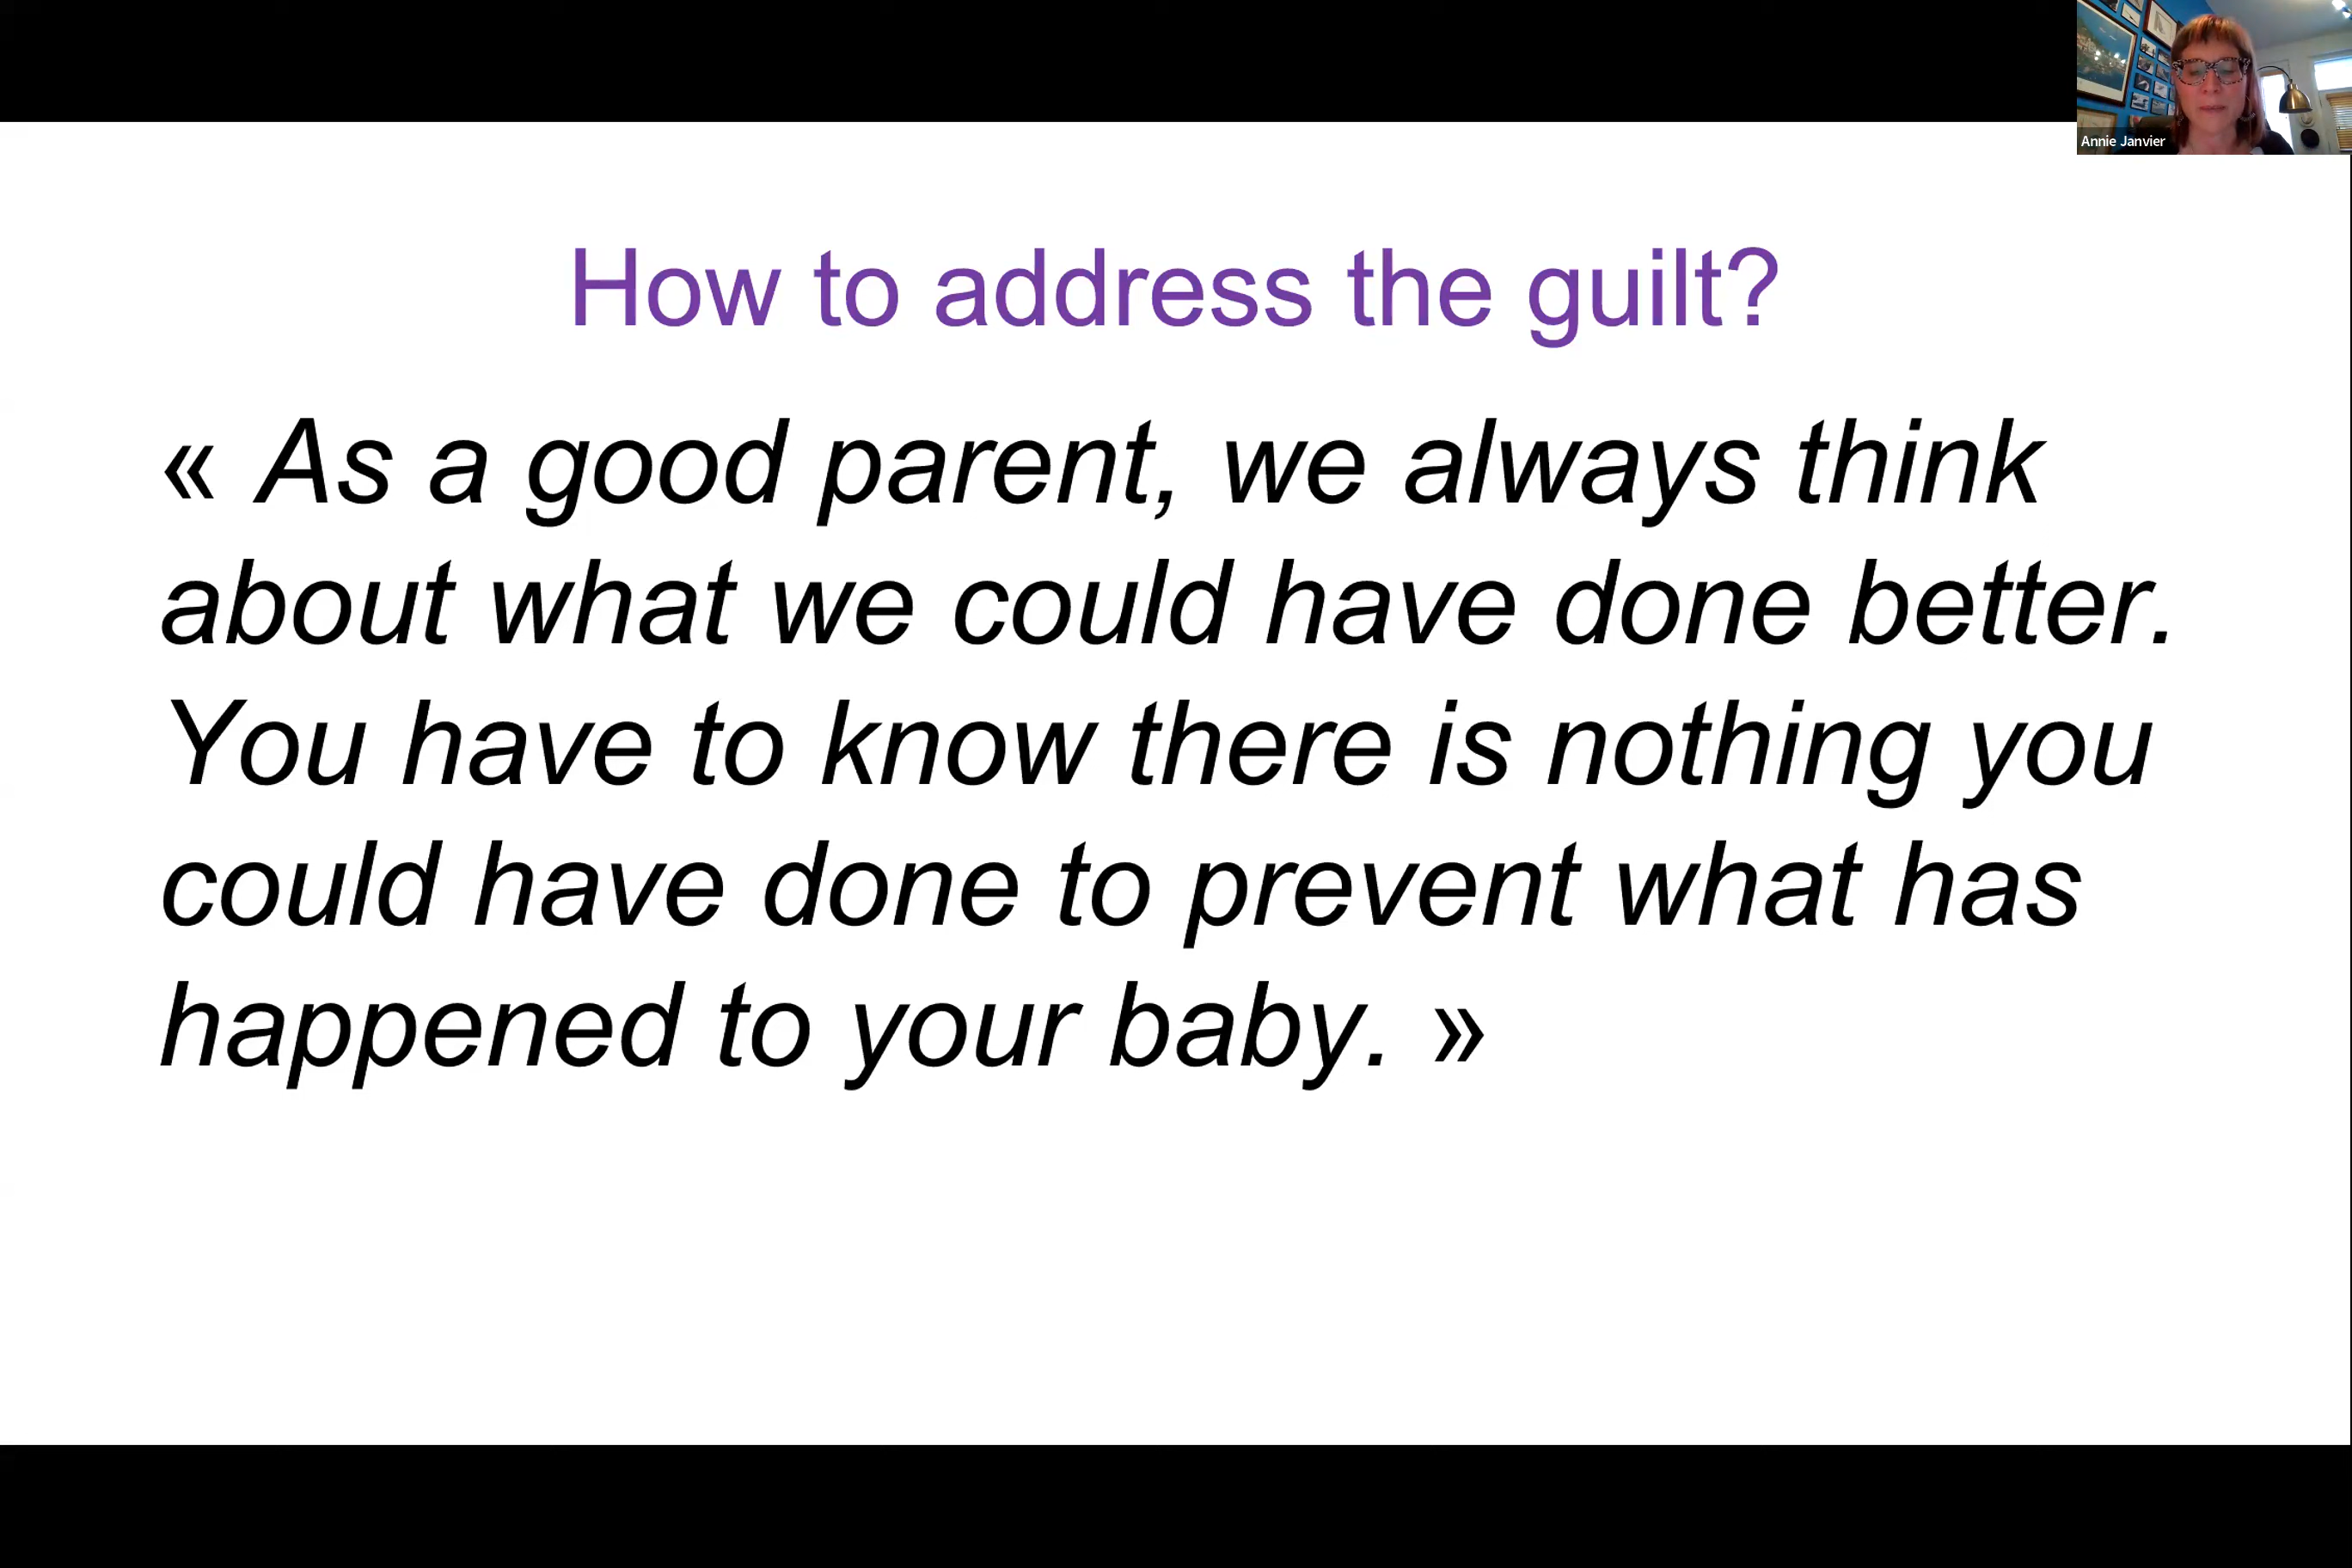 Annie Janvier
How to address the guilt?
« As a good parent, we always think
about what we could have done better.
You have to know there is nothing you
could have done to prevent what has
happened to your baby. »